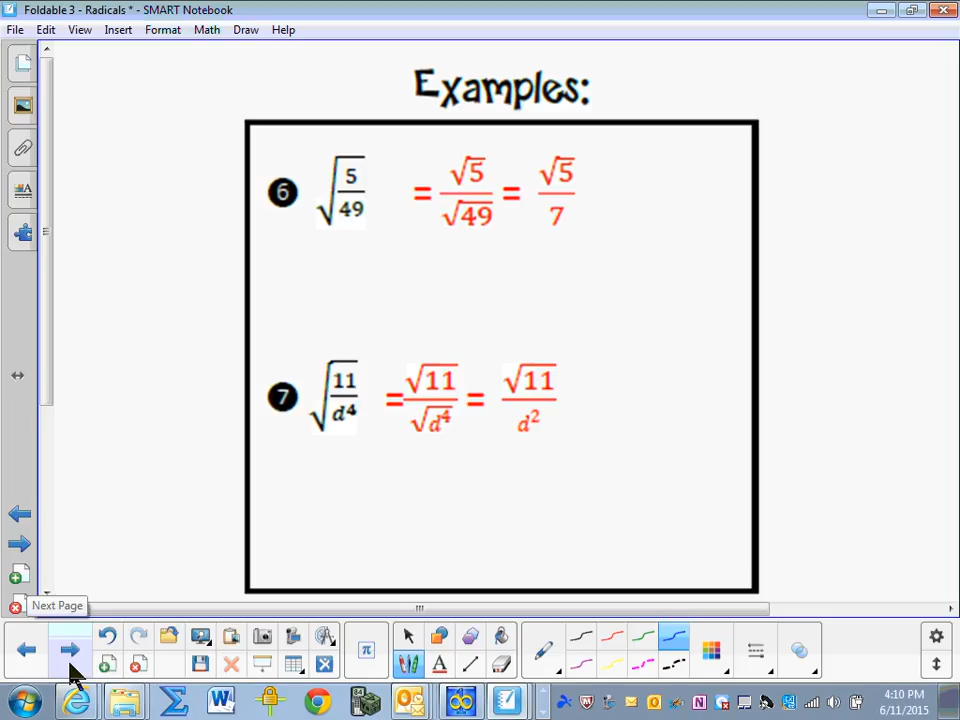 Foldable 3 - Radicals * - SMART Notebook
File Edit View Insert Format Math Draw Help
Examples:
6 √(5/49) = √5/√49 = √5/7
7 √(11/d⁴) = √11/√d⁴ = √11/d²
Next Page
π
A
84
4:10 PM
6/11/2015